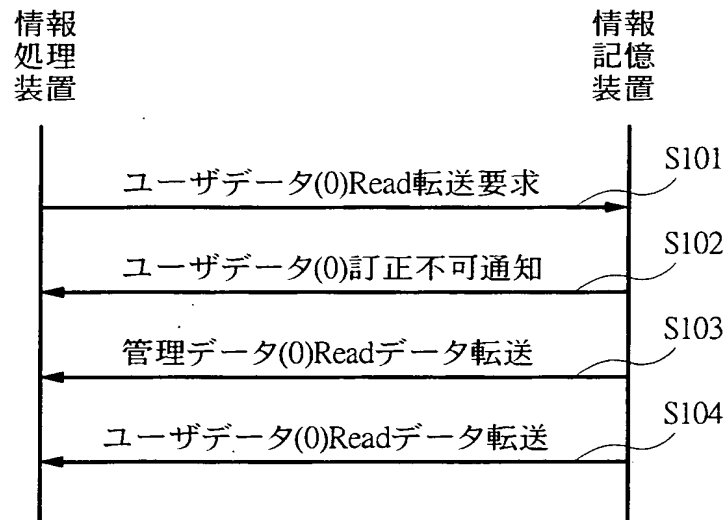 情報
処理
装置
情報
記憶
装置
ユーザデータ(0)Read転送要求
S101
ユーザデータ(0)訂正不可通知
S102
管理データ(0)Readデータ転送
S103
ユーザデータ(0)Readデータ転送
S104